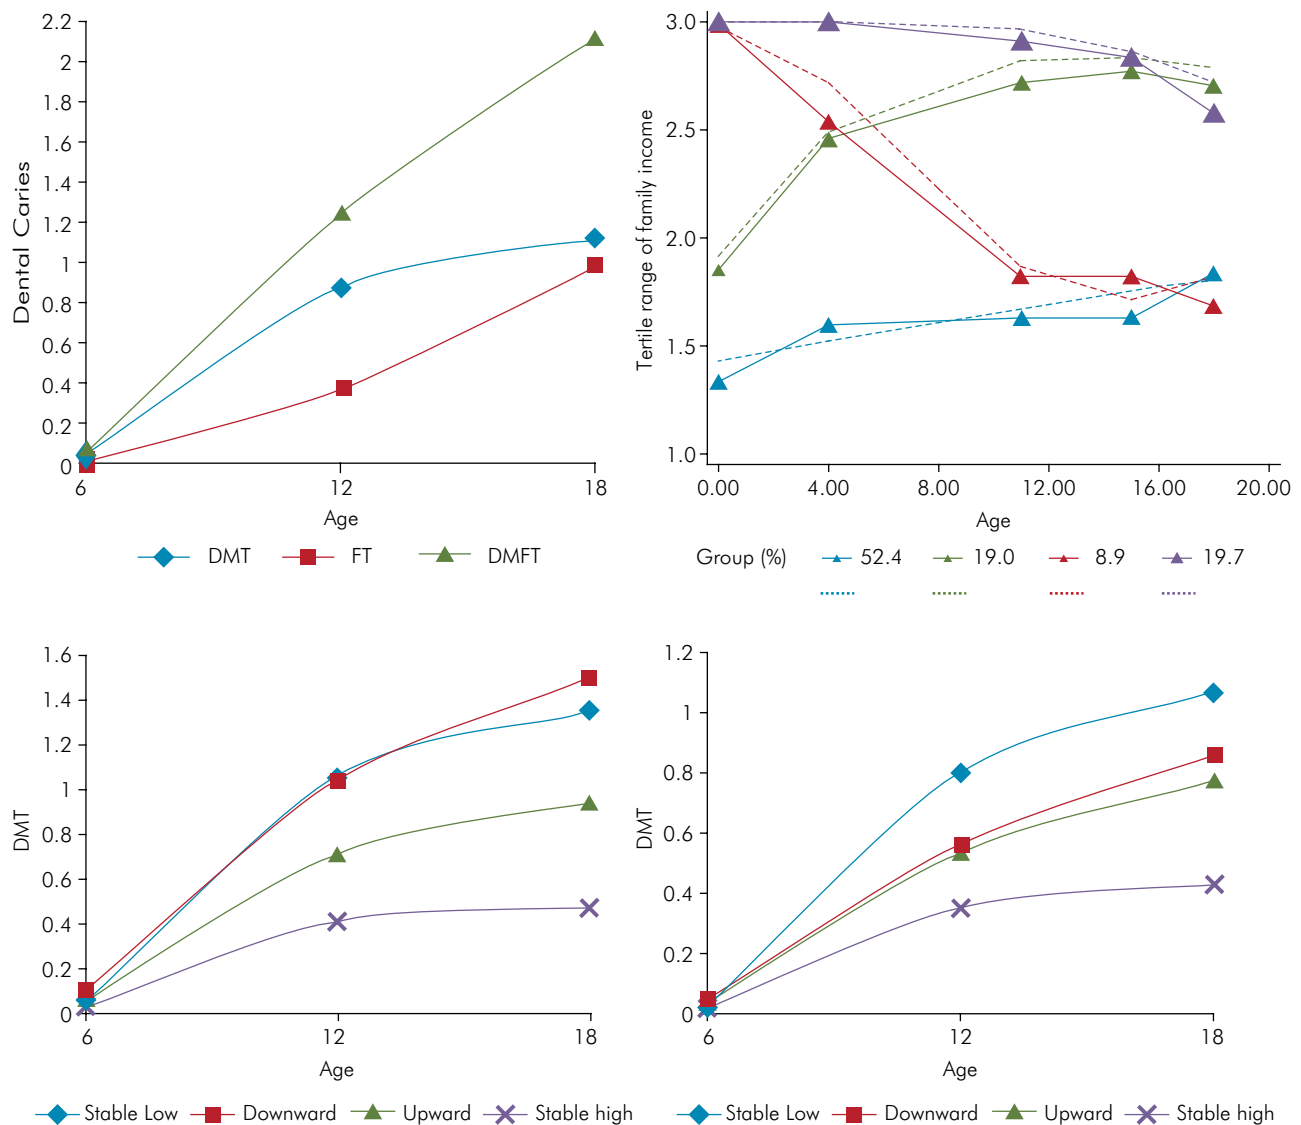 Dental Caries
2.2
2
1.8
1.6
1.4
1.2
1
0.8
0.6
0.4
0.2
0
6 12 18
Age
DMT FT DMFT
Tertile range of family income
3.0
2.5
2.0
1.5
1.0
0.00 4.00 8.00 12.00 16.00 20.00
Age
Group (%) 52.4 19.0 8.9 19.7
DMT
1.6
1.4
1.2
1
0.8
0.6
0.4
0.2
0
6 12 18
Age
Stable Low Downward Upward Stable high
DMT
1.2
1
0.8
0.6
0.4
0.2
0
6 12 18
Age
Stable Low Downward Upward Stable high